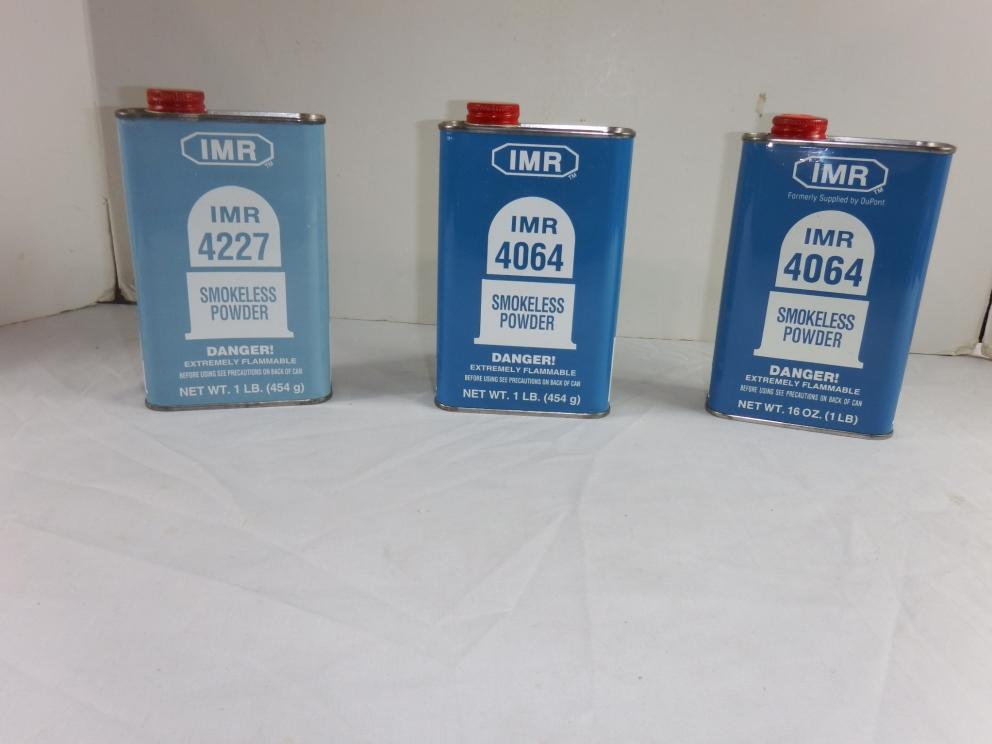 IMR
TM
IMR
4227
SMOKELESS
POWDER
DANGER!
EXTREMELY FLAMMABLE
BEFORE USING SEE PRECAUTIONS ON BACK OF CAN
NET WT. 1 LB. (454 g)
IMR
TM
IMR
4064
SMOKELESS
POWDER
DANGER!
EXTREMELY FLAMMABLE
BEFORE USING SEE PRECAUTIONS ON BACK OF CAN
NET WT. 1 LB. (454 g)
IMR
TM
Formerly Supplied by DuPont
IMR
4064
SMOKELESS
POWDER
DANGER!
EXTREMELY FLAMMABLE
BEFORE USING SEE PRECAUTIONS ON BACK OF CAN
NET WT. 16 OZ. (1 LB)